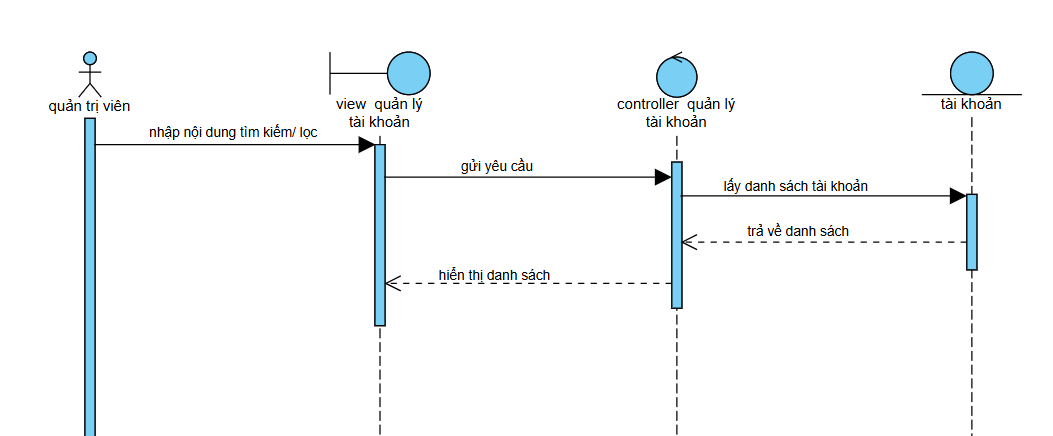 quản trị viên
view quản lý
tài khoản
controller quản lý
tài khoản
tài khoản
nhập nội dung tìm kiếm/ lọc
gửi yêu cầu
lấy danh sách tài khoản
trả về danh sách
hiển thị danh sách